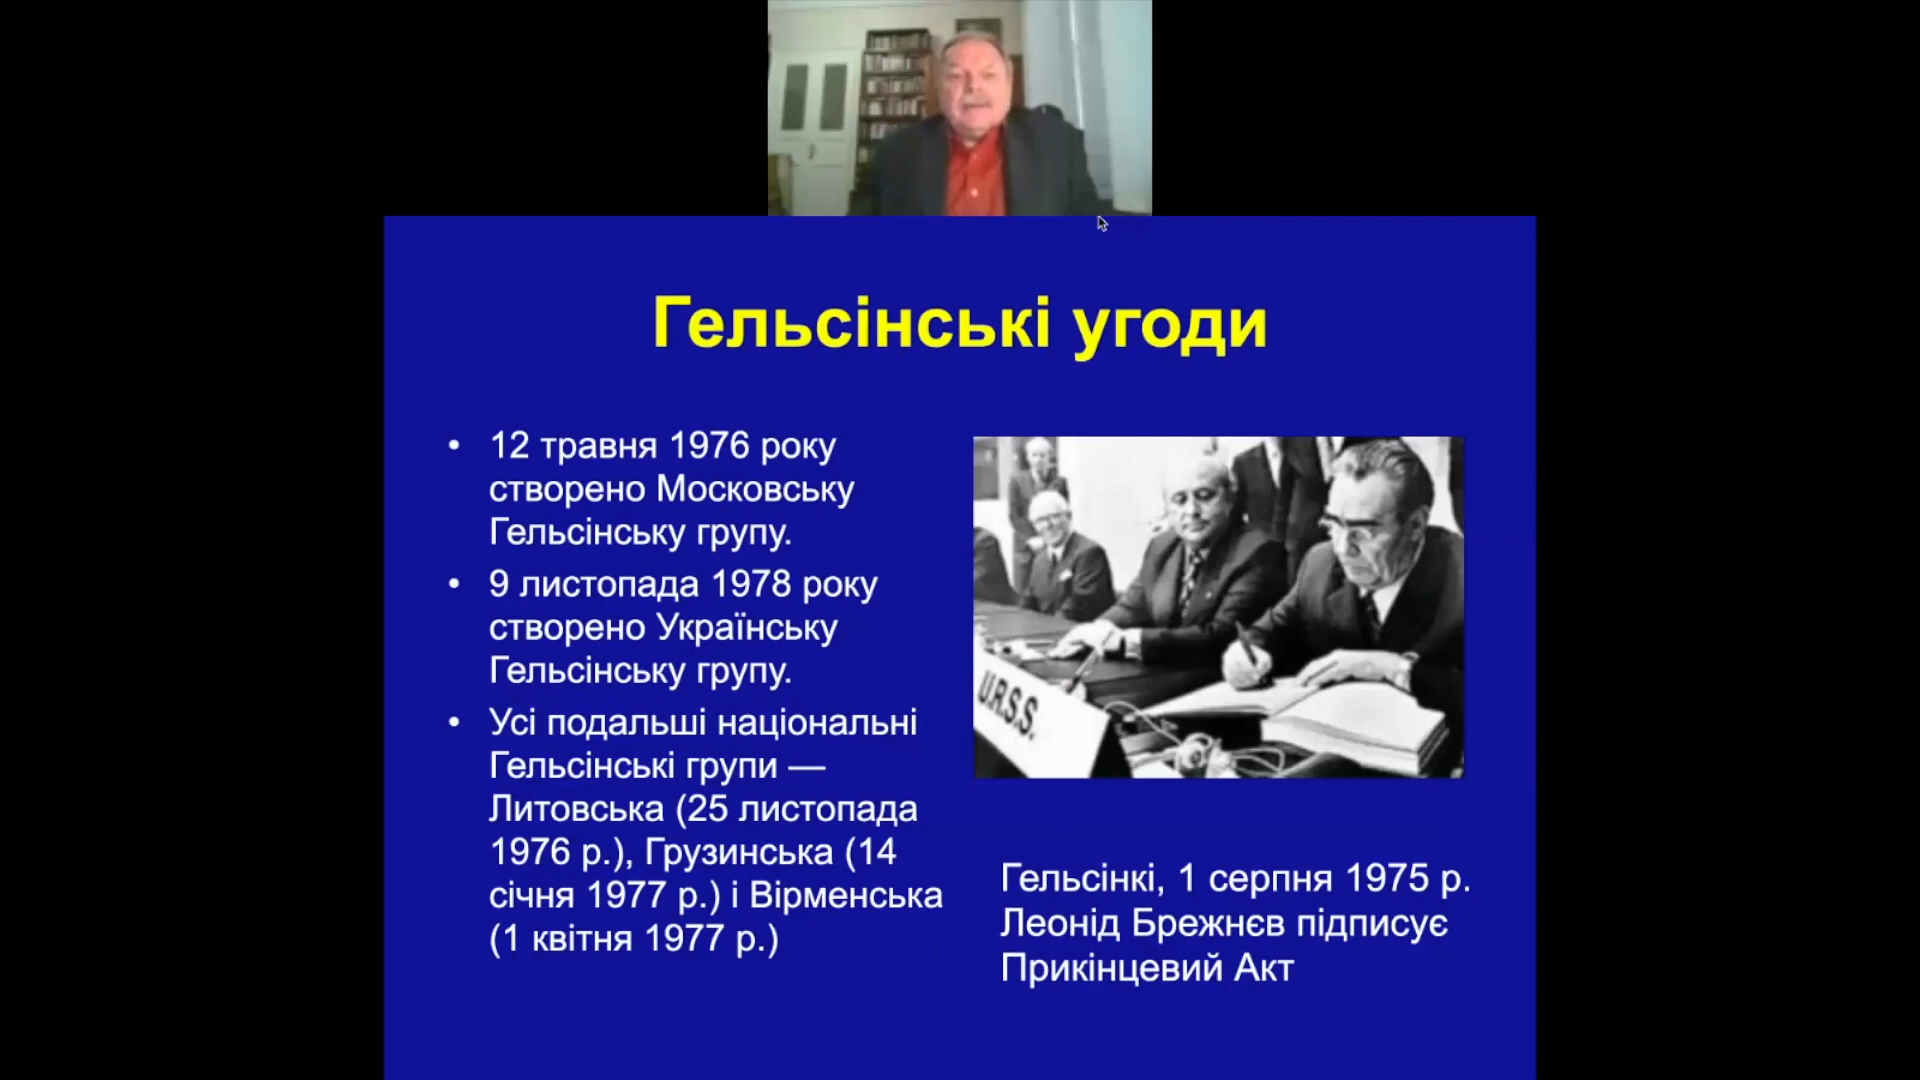 Гельсінські угоди
• 12 травня 1976 року
створено Московську
Гельсінську групу.
• 9 листопада 1978 року
створено Українську
Гельсінську групу.
• Усі подальші національні
Гельсінські групи —
Литовська (25 листопада
1976 р.), Грузинська (14
січня 1977 р.) і Вірменська
(1 квітня 1977 р.)
U.R.S.S.
Гельсінкі, 1 серпня 1975 р.
Леонід Брежнєв підписує
Прикінцевий Акт